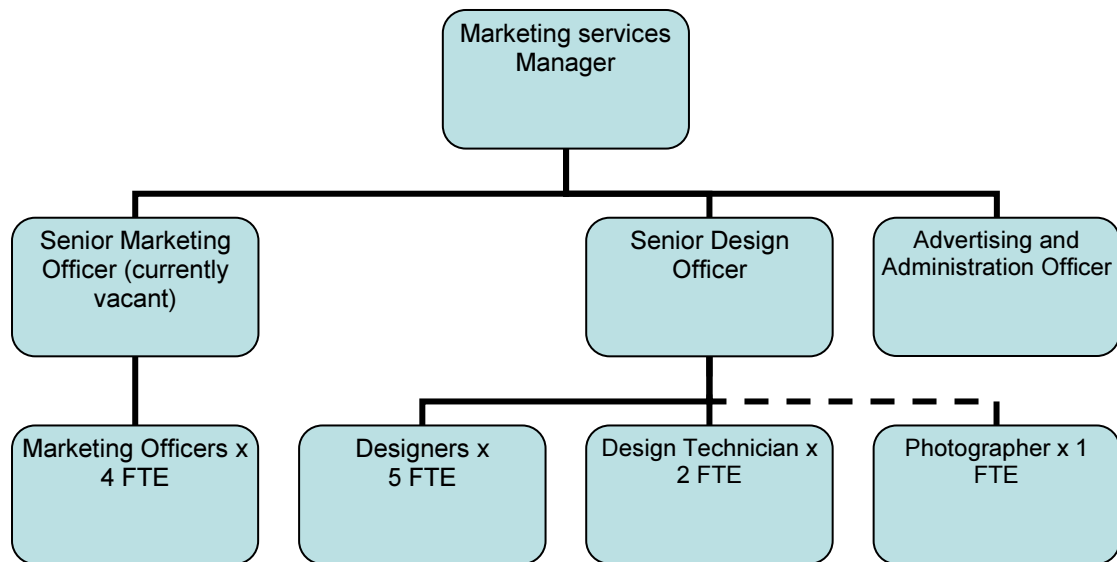 Marketing services
Manager
Senior Marketing
Officer (currently
vacant)
Senior Design
Officer
Advertising and
Administration Officer
Marketing Officers x
4 FTE
Designers x
5 FTE
Design Technician x
2 FTE
Photographer x 1
FTE